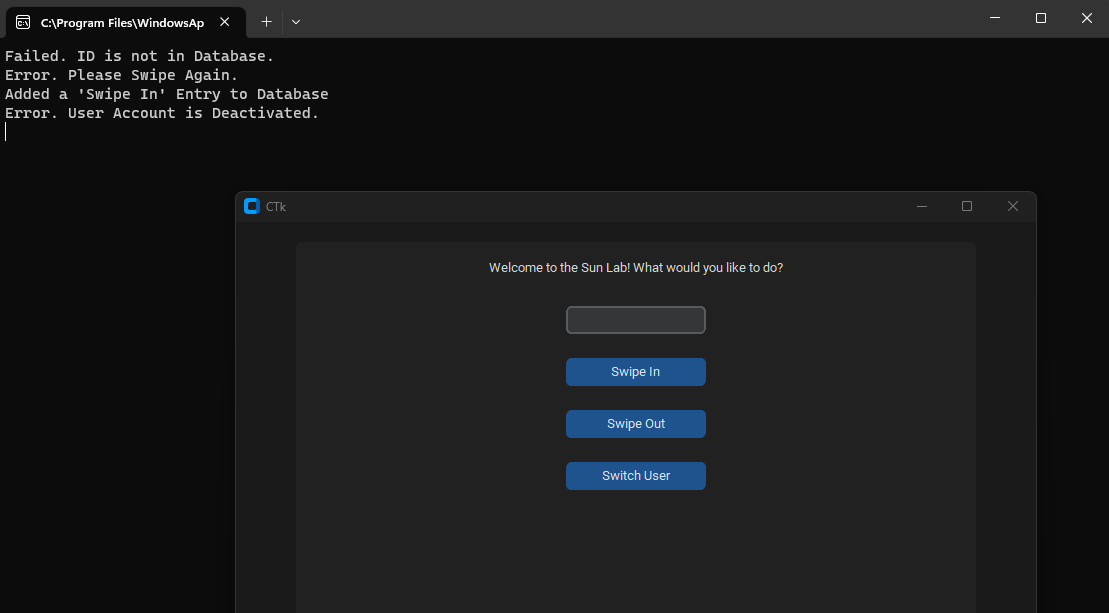 C:\Program Files\WindowsAp
Failed. ID is not in Database.
Error. Please Swipe Again.
Added a 'Swipe In' Entry to Database
Error. User Account is Deactivated.
CTk
Welcome to the Sun Lab! What would you like to do?
Swipe In
Swipe Out
Switch User